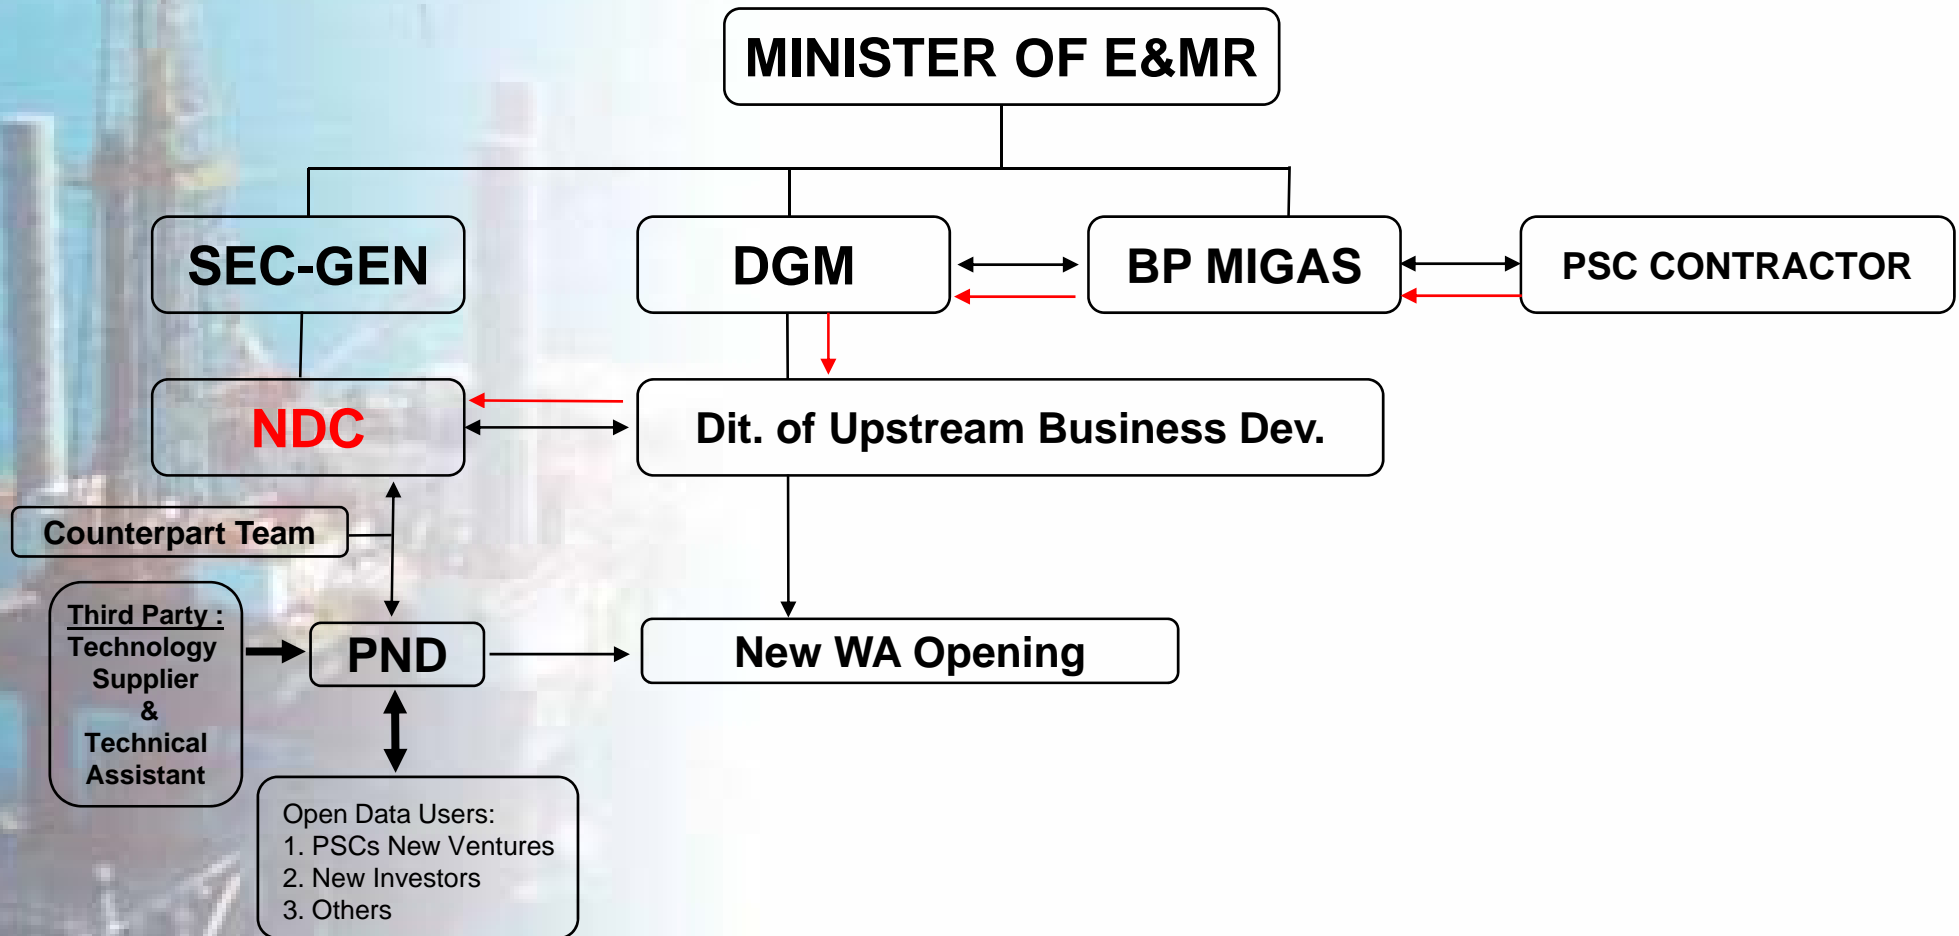 MINISTER OF E&MR
SEC-GEN
DGM
BP MIGAS
PSC CONTRACTOR
NDC
Dit. of Upstream Business Dev.
Counterpart Team
Third Party :
Technology
Supplier
&
Technical
Assistant
PND
New WA Opening
Open Data Users:
1. PSCs New Ventures
2. New Investors
3. Others